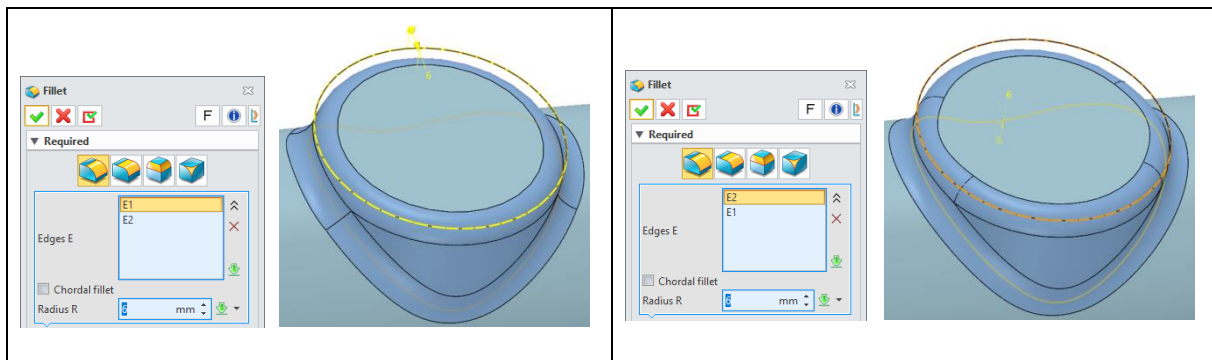 Fillet
F
▼ Required
E1
E2
Edges E
Chordal fillet
Radius R 6 mm
6
Fillet
F
▼ Required
E2
E1
Edges E
Chordal fillet
Radius R 6 mm
6
6